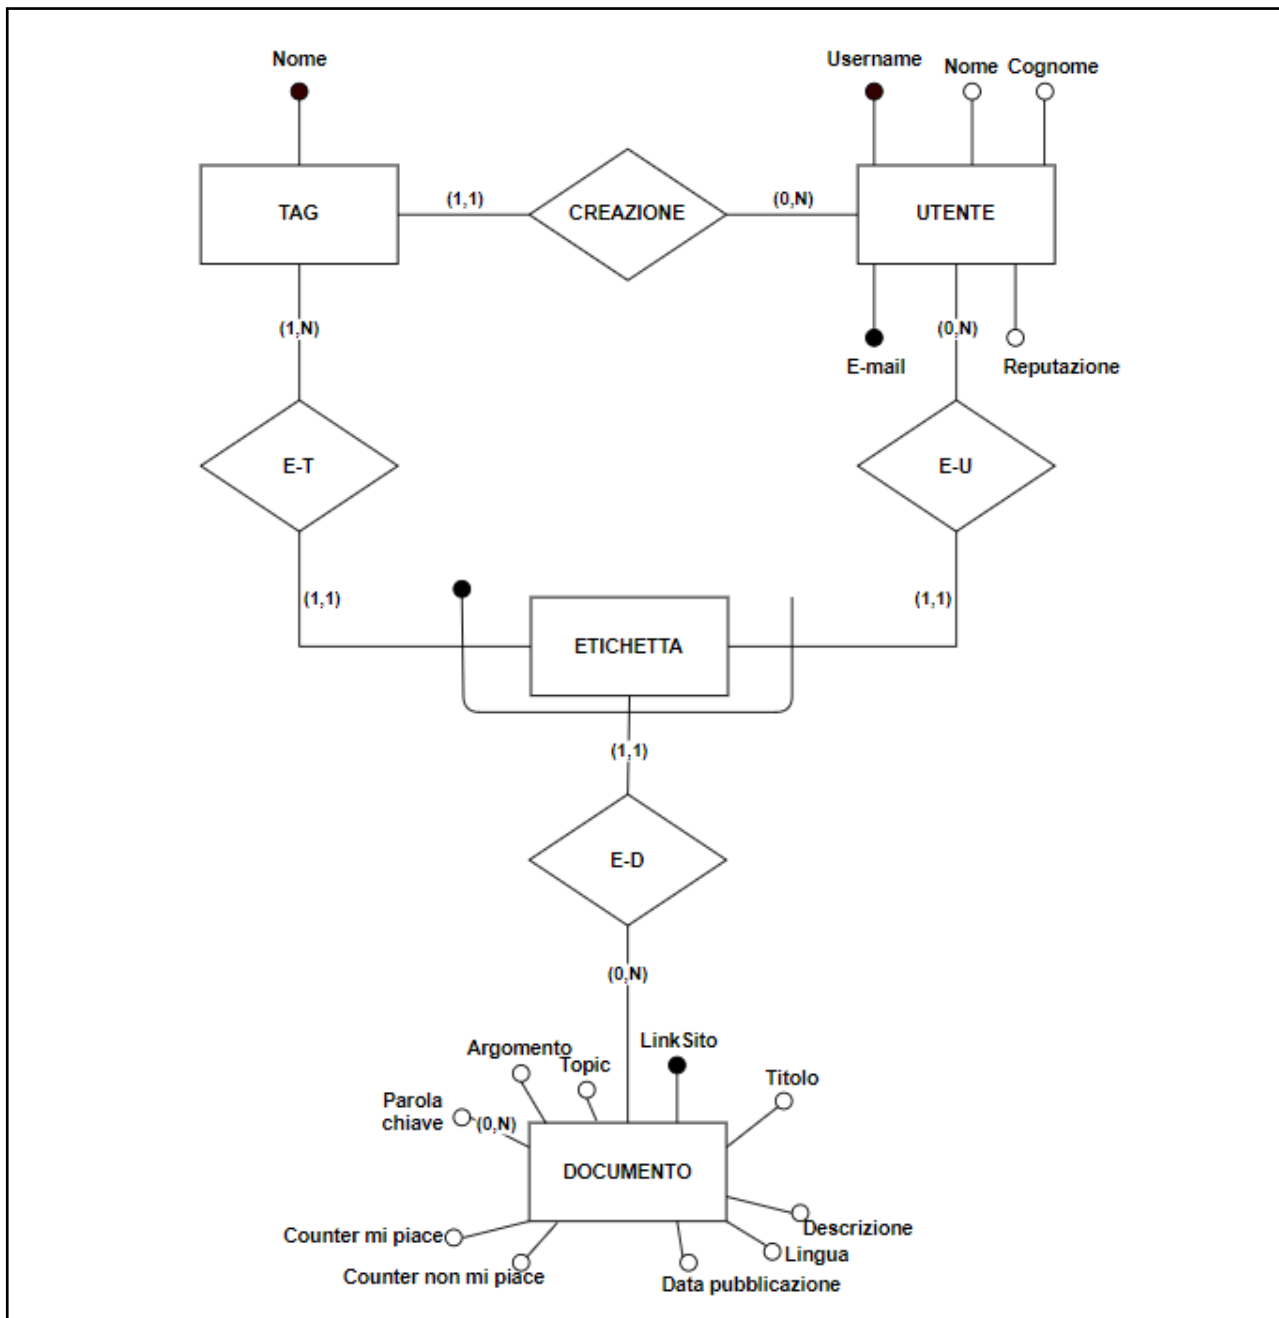 Nome
Username
Nome
Cognome
TAG
(1,1)
CREAZIONE
(0,N)
UTENTE
(1,N)
(0,N)
E-mail
Reputazione
E-T
E-U
(1,1)
(1,1)
ETICHETTA
(1,1)
E-D
(0,N)
LinkSito
Argomento
Topic
Titolo
Parola
chiave
(0,N)
DOCUMENTO
Descrizione
Counter mi piace
Lingua
Counter non mi piace
Data pubblicazione